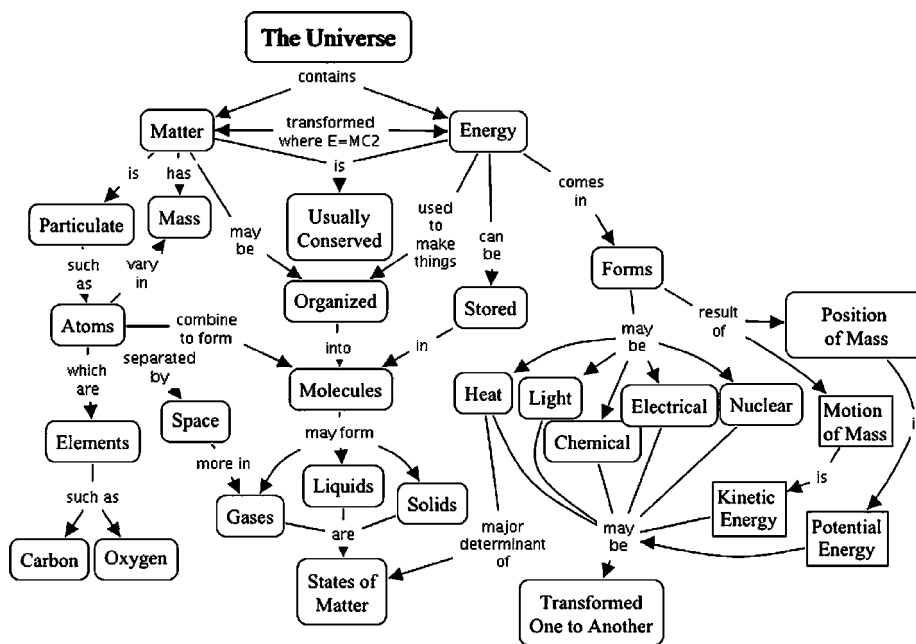 The Universe
contains
Matter
transformed
where E=MC2
Energy
is
has
is
comes
in
Particulate
Mass
may
be
Usually
Conserved
used
to
make
things
can
be
Forms
such
as
vary
in
Organized
Stored
Atoms
combine
to form
into
in
may
be
result
of
Position
of Mass
which
are
separated
by
Molecules
Heat
Light
Electrical
Nuclear
Space
Chemical
Motion
of Mass
i
Elements
may form
more in
such as
Liquids
Solids
is
Gases
Kinetic
Energy
Carbon
Oxygen
are
major
determinant
of
may
be
Potential
Energy
States of
Matter
Transformed
One to Another